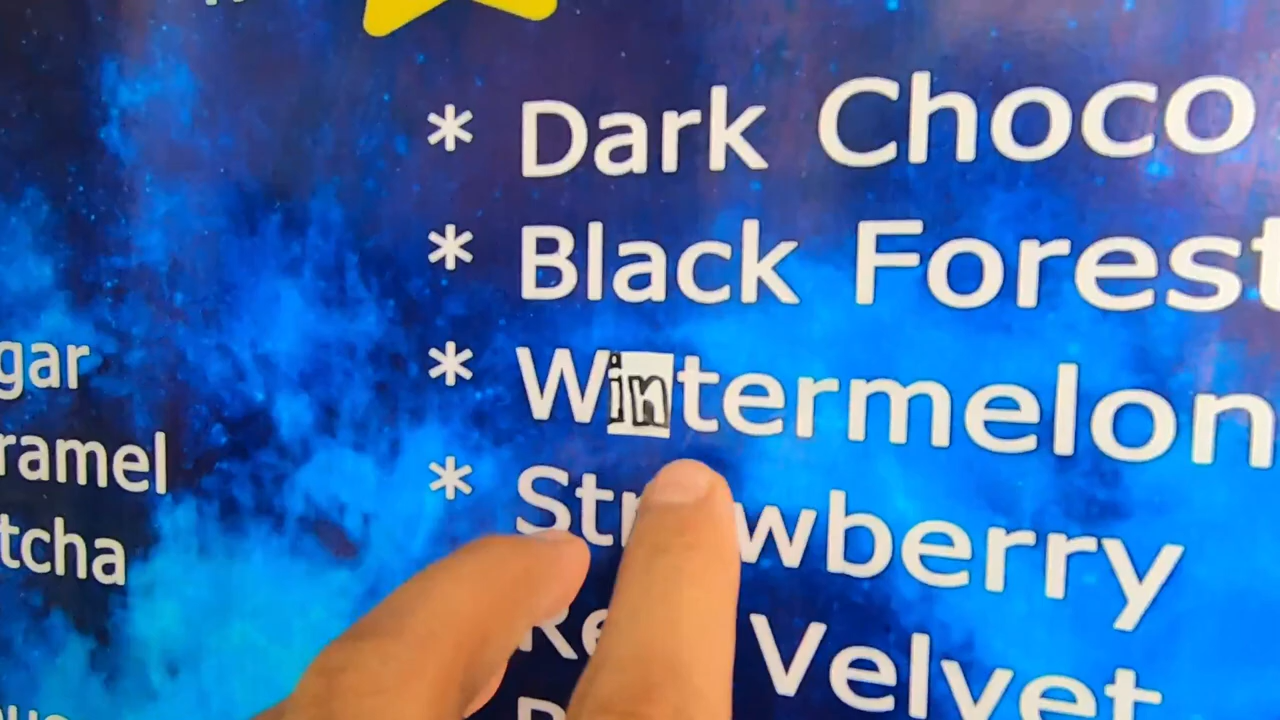 * Dark Choco
* Black Forest
* Wintermelon
* Strawberry
gar
ramel
tcha
Velvet